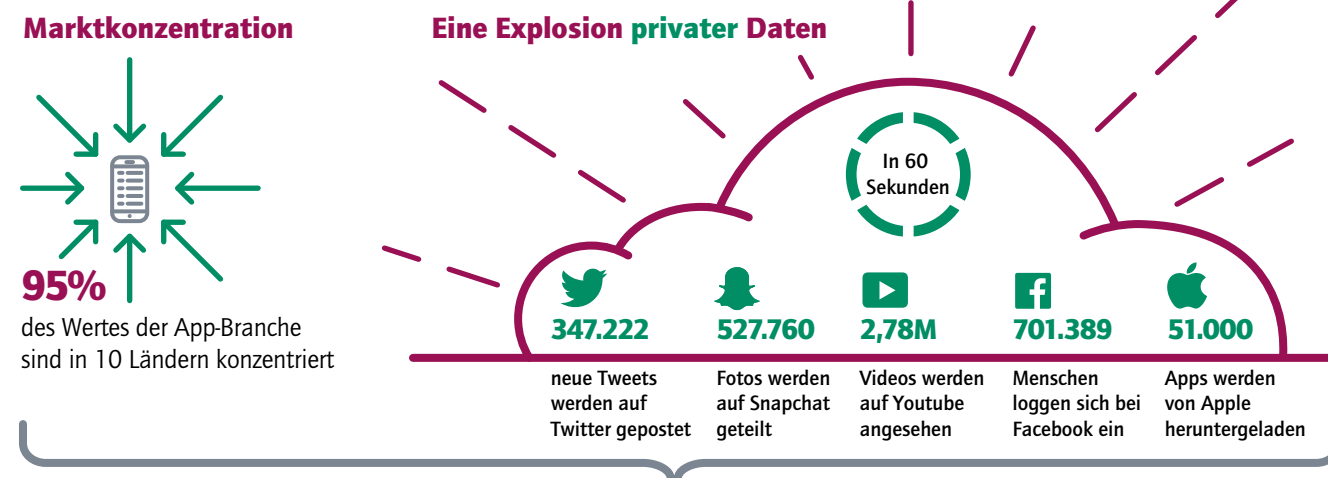 Marktkonzentration
95%
des Wertes der App-Branche
sind in 10 Ländern konzentriert
Eine Explosion privater Daten
In 60
Sekunden
347.222
neue Tweets
werden auf
Twitter gepostet
527.760
Fotos werden
auf Snapchat
geteilt
2,78M
Videos werden
auf Youtube
angesehen
701.389
Menschen
loggen sich bei
Facebook ein
51.000
Apps werden
von Apple
heruntergeladen